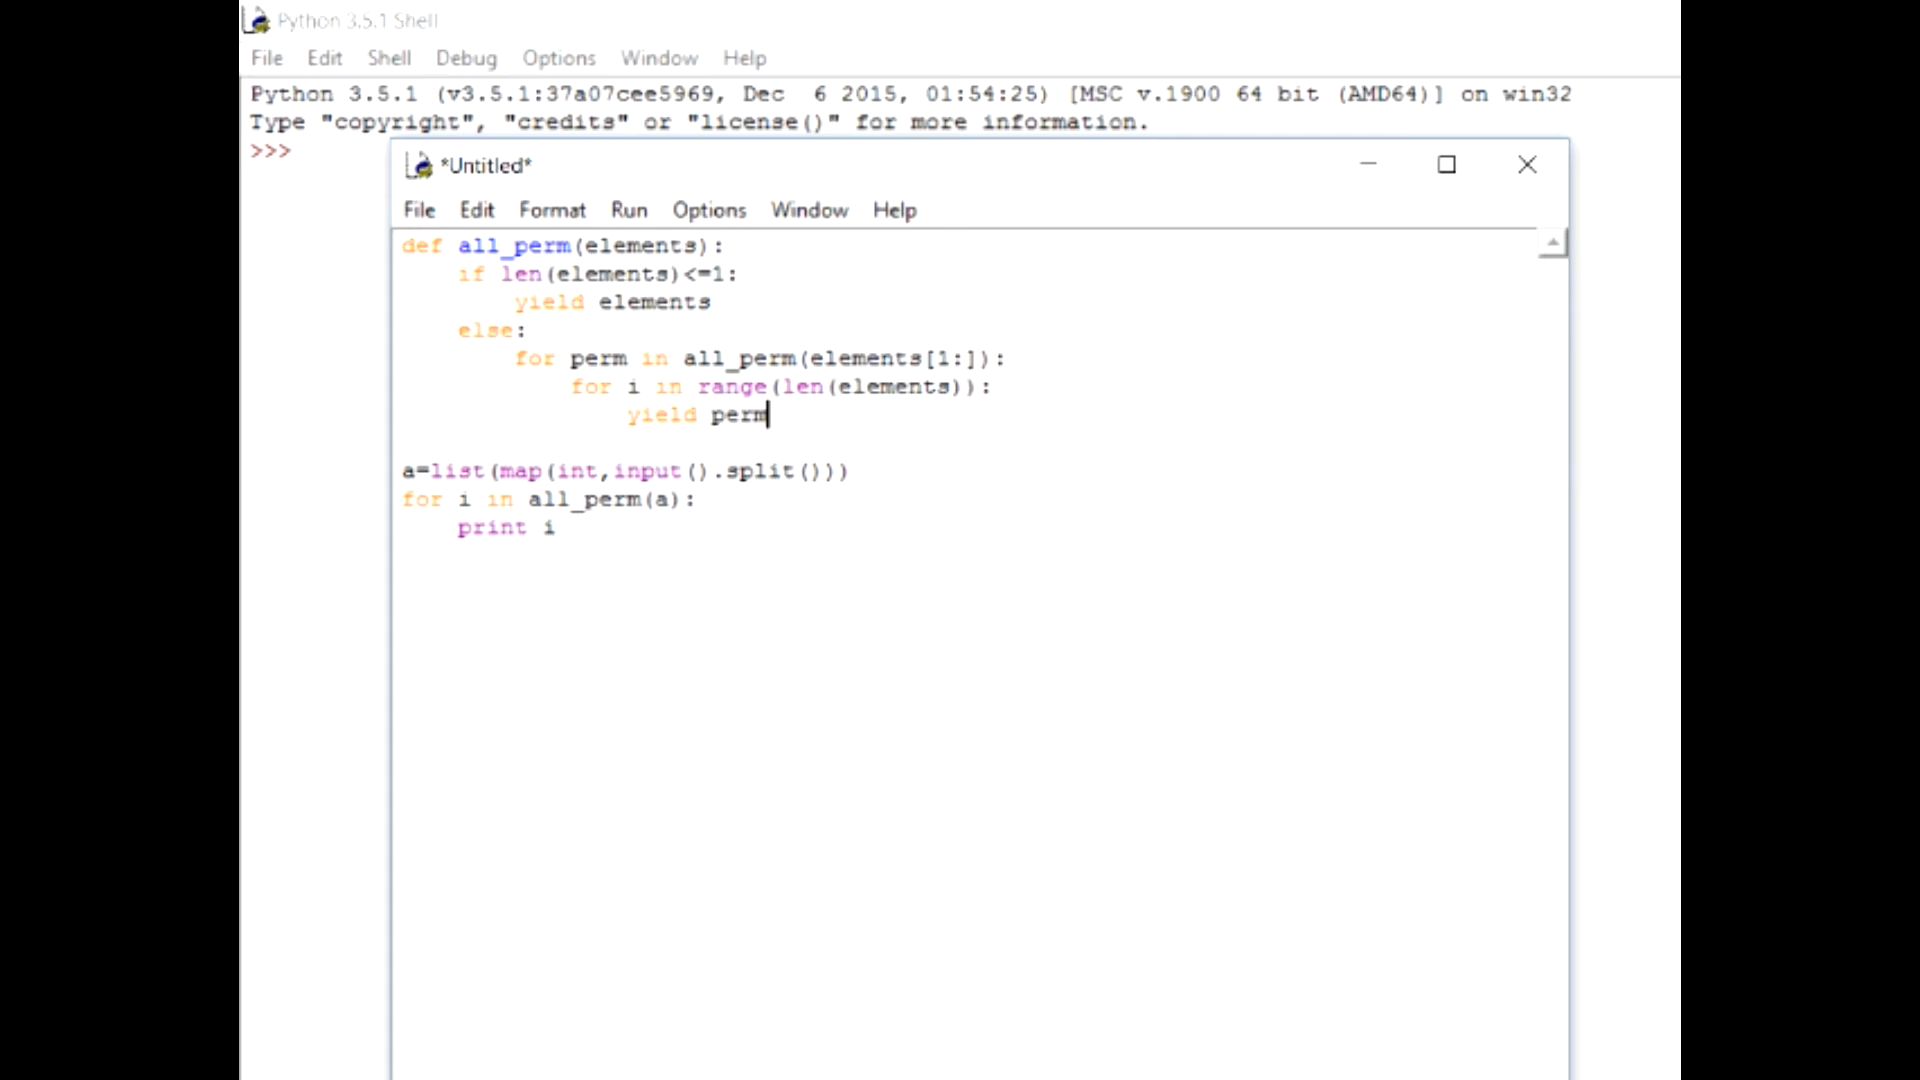 Python 3.5.1 Shell
File Edit Shell Debug Options Window Help
Python 3.5.1 (v3.5.1:37a07cee5969, Dec  6 2015, 01:54:25) [MSC v.1900 64 bit (AMD64)] on win32
Type "copyright", "credits" or "license()" for more information.
>>>
*Untitled*
File Edit Format Run Options Window Help
def all_perm(elements):
    if len(elements)<=1:
        yield elements
    else:
        for perm in all_perm(elements[1:]):
            for i in range(len(elements)):
                yield perm
a=list(map(int,input().split()))
for i in all_perm(a):
    print i